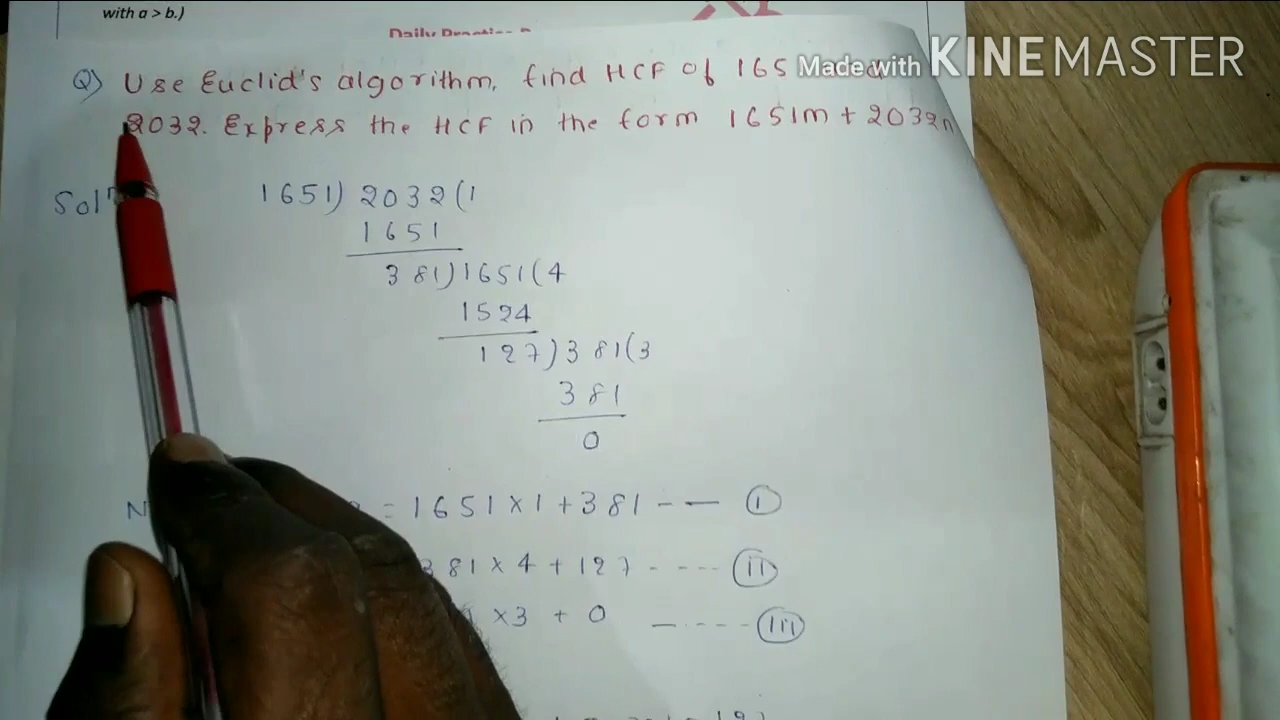 with a > b.)
Q) Use Euclid's algorithm, find HCF of 165
Made with KINEMASTER
2032. Express the HCF in the form 1651m + 2032n
Soln
1651) 2032 (1
1651
381) 1651 (4
1524
127) 381 (3
381
0
= 1651 × 1 + 381 -- — (i)
381 × 4 + 127 - ---- (ii)
×3 + 0 — ---- (iii)